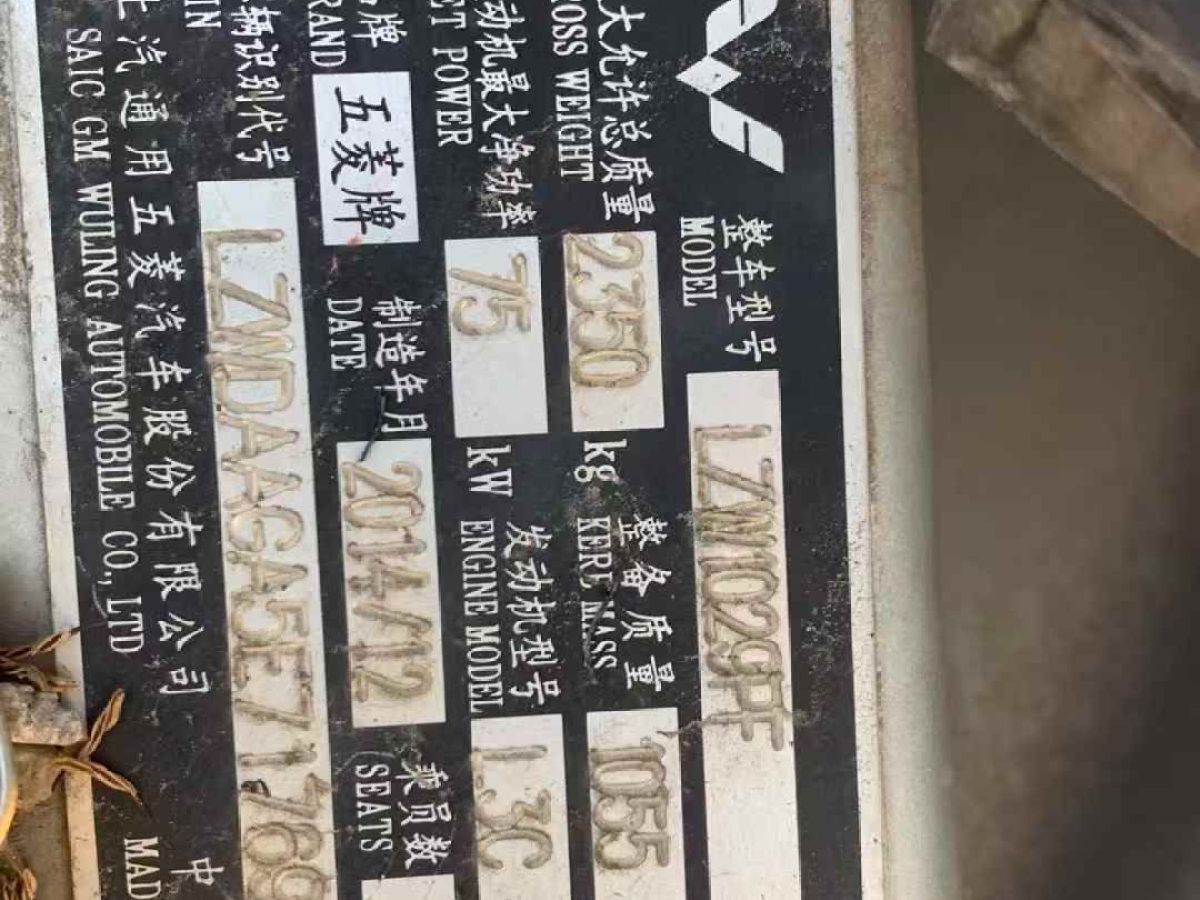 整车型号 LZW1029PF
MODEL
大允许总质量 2350 kg 整备质量 1055
ROSS WEIGHT KERE MASS
动机最大净功率 75 kW 发动机型号 L3C
ET POWER ENGINE MODEL
牌 五菱牌 制造年月 2014/12 乘员数
RAND DATE SEATS
辆识别代号 LZWDAAGA5E71769
IN
上汽通用五菱汽车股份有限公司 中
SAIC GM WULING AUTOMOBILE CO., LTD MAD